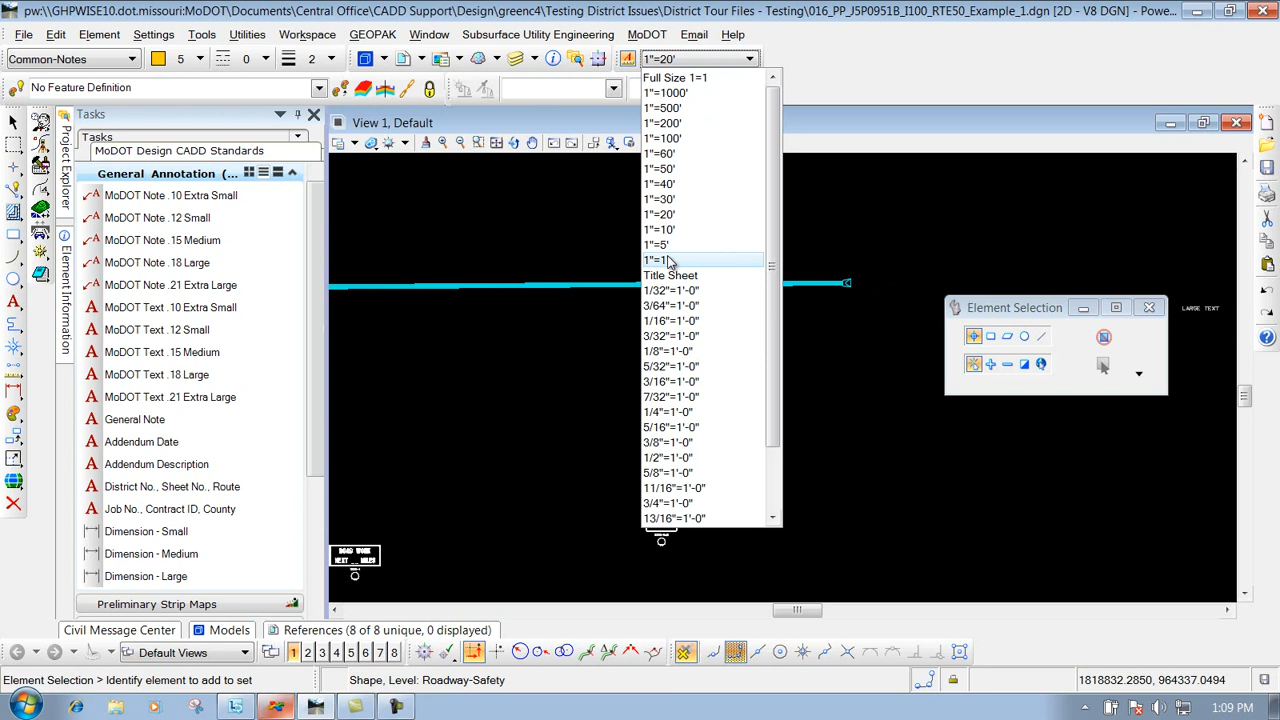 pw:\\GHPWISE10.dot.missouri:MoDOT\Documents\Central Office\CADD Support\Design\greenc4\Testing District Issues\District Tour Files - Testing\016_PP_J5P0951B_I100_RTE50_Example_1.dgn [2D - V8 DGN] - Powe...
File Edit Element Settings Tools Utilities Workspace GEOPAK Window Subsurface Utility Engineering MoDOT Email Help
Common-Notes 5 0 2 1"=20'
No Feature Definition
Tasks
Tasks
MoDOT Design CADD Standards
General Annotation (...
MoDOT Note .10 Extra Small
MoDOT Note .12 Small
MoDOT Note .15 Medium
MoDOT Note .18 Large
MoDOT Note .21 Extra Large
MoDOT Text .10 Extra Small
MoDOT Text .12 Small
MoDOT Text .15 Medium
MoDOT Text .18 Large
MoDOT Text .21 Extra Large
General Note
Addendum Date
Addendum Description
District No., Sheet No., Route
Job No., Contract ID, County
Dimension - Small
Dimension - Medium
Dimension - Large
Preliminary Strip Maps
Project Explorer
Element Information
View 1, Default
Full Size 1=1
1"=1000'
1"=500'
1"=200'
1"=100'
1"=60'
1"=50'
1"=40'
1"=30'
1"=20'
1"=10'
1"=5'
1"=1
Title Sheet
1/32"=1'-0"
3/64"=1'-0"
1/16"=1'-0"
3/32"=1'-0"
1/8"=1'-0"
5/32"=1'-0"
3/16"=1'-0"
7/32"=1'-0"
1/4"=1'-0"
5/16"=1'-0"
3/8"=1'-0"
1/2"=1'-0"
5/8"=1'-0"
11/16"=1'-0"
3/4"=1'-0"
13/16"=1'-0"
Element Selection
LARGE TEXT
ROAD WORK
NEXT MILES
Civil Message Center Models References (8 of 8 unique, 0 displayed)
Default Views 1 2 3 4 5 6 7 8
Element Selection > Identify element to add to set Shape, Level: Roadway-Safety 1818832.2850, 964337.0494
1:09 PM